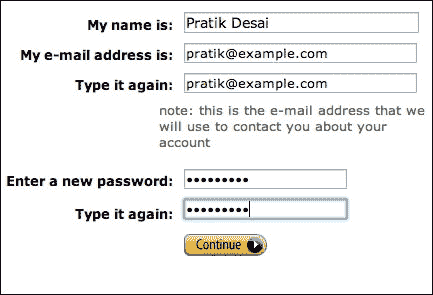 My name is: Pratik Desai
My e-mail address is: pratik@example.com
Type it again: pratik@example.com
note: this is the e-mail address that we
will use to contact you about your
account
Enter a new password: •••••••••
Type it again: •••••••••
Continue